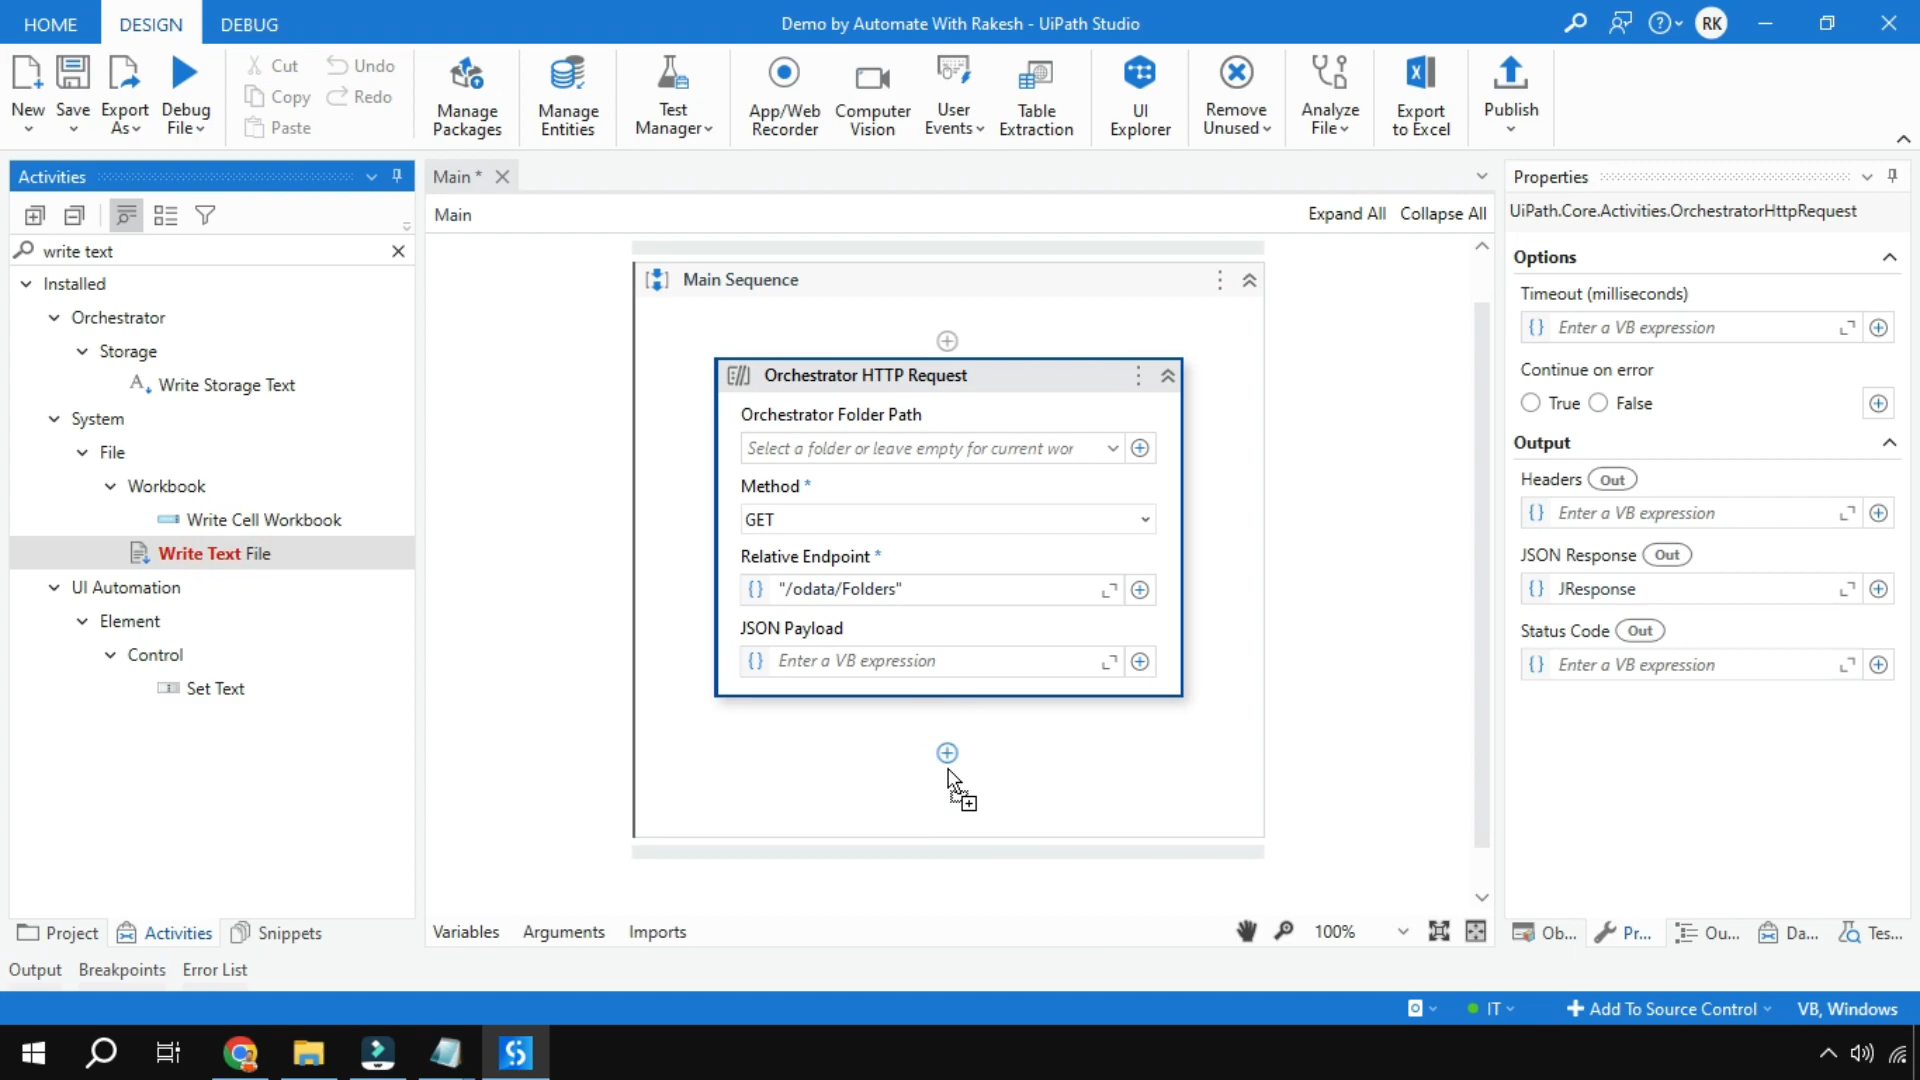 HOME
DESIGN
DEBUG
Demo by Automate With Rakesh - UiPath Studio
RK
New
Save
Export As
Debug File
Cut
Copy
Paste
Undo
Redo
Manage Packages
Manage Entities
Test Manager
App/Web Recorder
Computer Vision
User Events
Table Extraction
UI Explorer
Remove Unused
Analyze File
Export to Excel
Publish
Activities
write text
Installed
Orchestrator
Storage
Write Storage Text
System
File
Workbook
Write Cell Workbook
Write Text File
UI Automation
Element
Control
Set Text
Project
Activities
Snippets
Main *
Main
Expand All
Collapse All
Main Sequence
Orchestrator HTTP Request
Orchestrator Folder Path
Select a folder or leave empty for current wor
Method *
GET
Relative Endpoint *
{} "/odata/Folders"
JSON Payload
{} Enter a VB expression
Variables
Arguments
Imports
100%
Properties
UiPath.Core.Activities.OrchestratorHttpRequest
Options
Timeout (milliseconds)
{} Enter a VB expression
Continue on error
True
False
Output
Headers Out
{} Enter a VB expression
JSON Response Out
{} JResponse
Status Code Out
{} Enter a VB expression
Ob...
Pr...
Ou...
Da...
Tes...
Output
Breakpoints
Error List
IT
Add To Source Control
VB, Windows